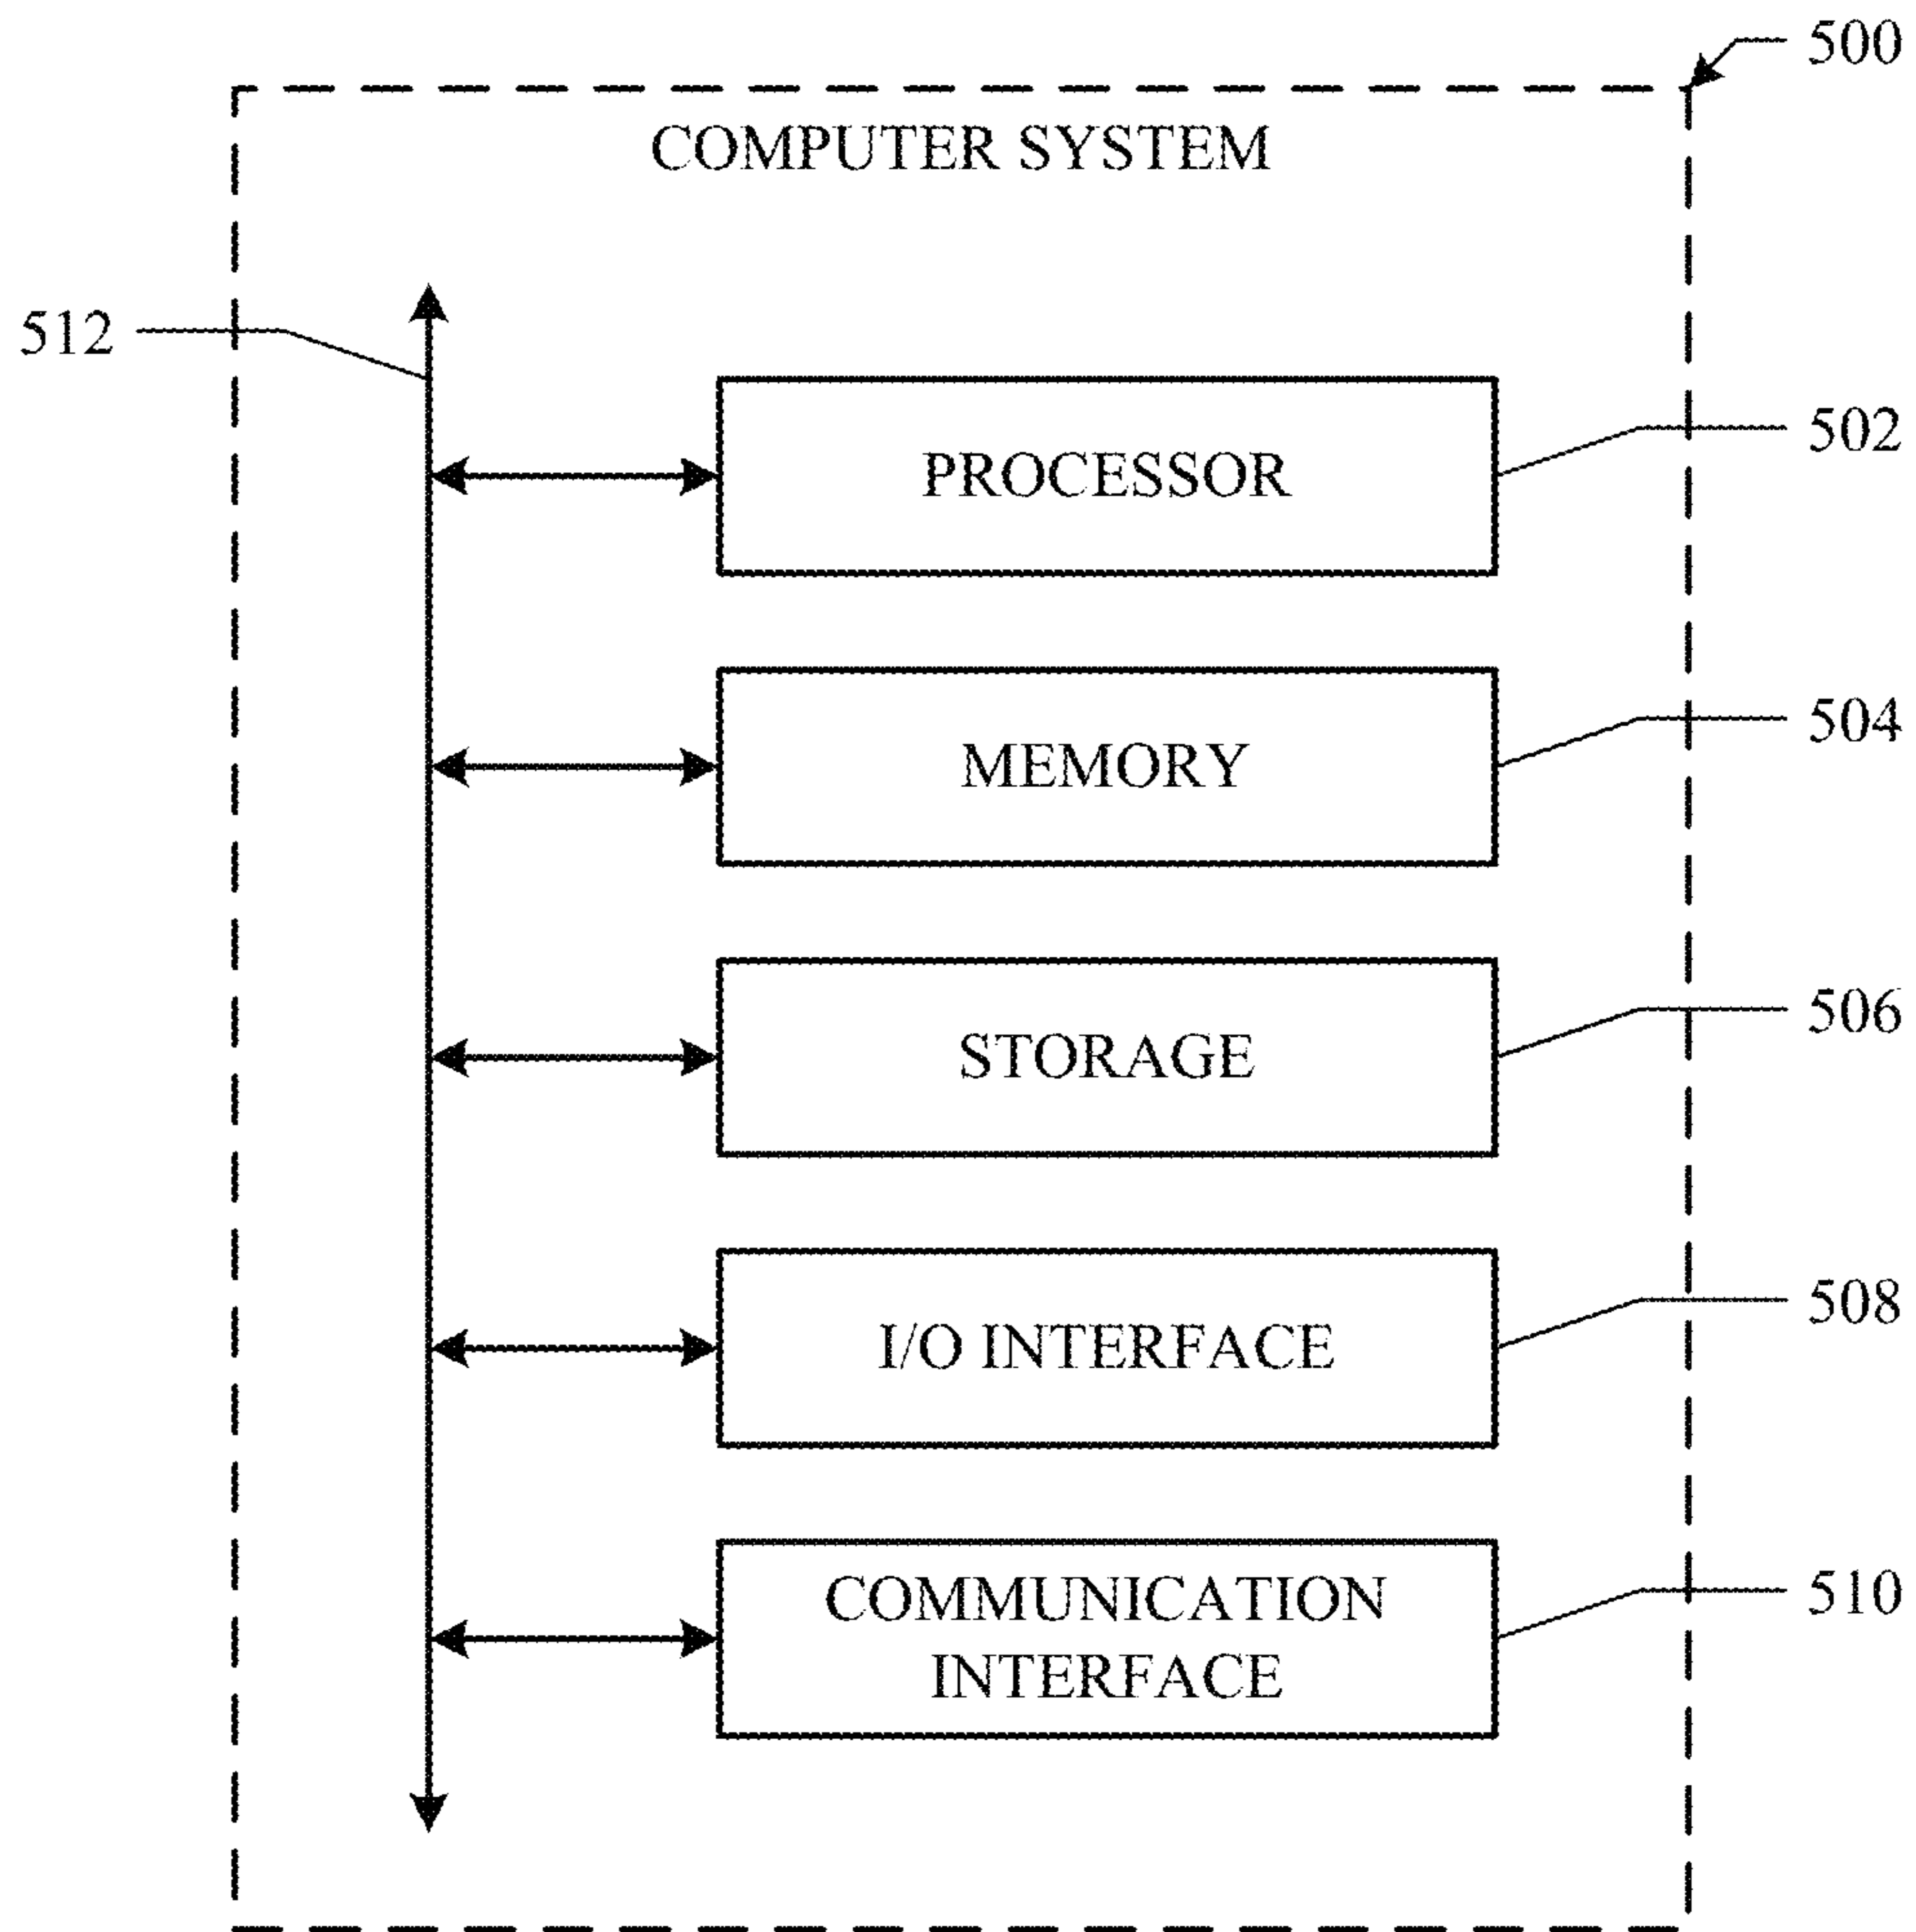 500
COMPUTER SYSTEM
512
PROCESSOR
502
MEMORY
504
STORAGE
506
I/O INTERFACE
508
COMMUNICATION
INTERFACE
510